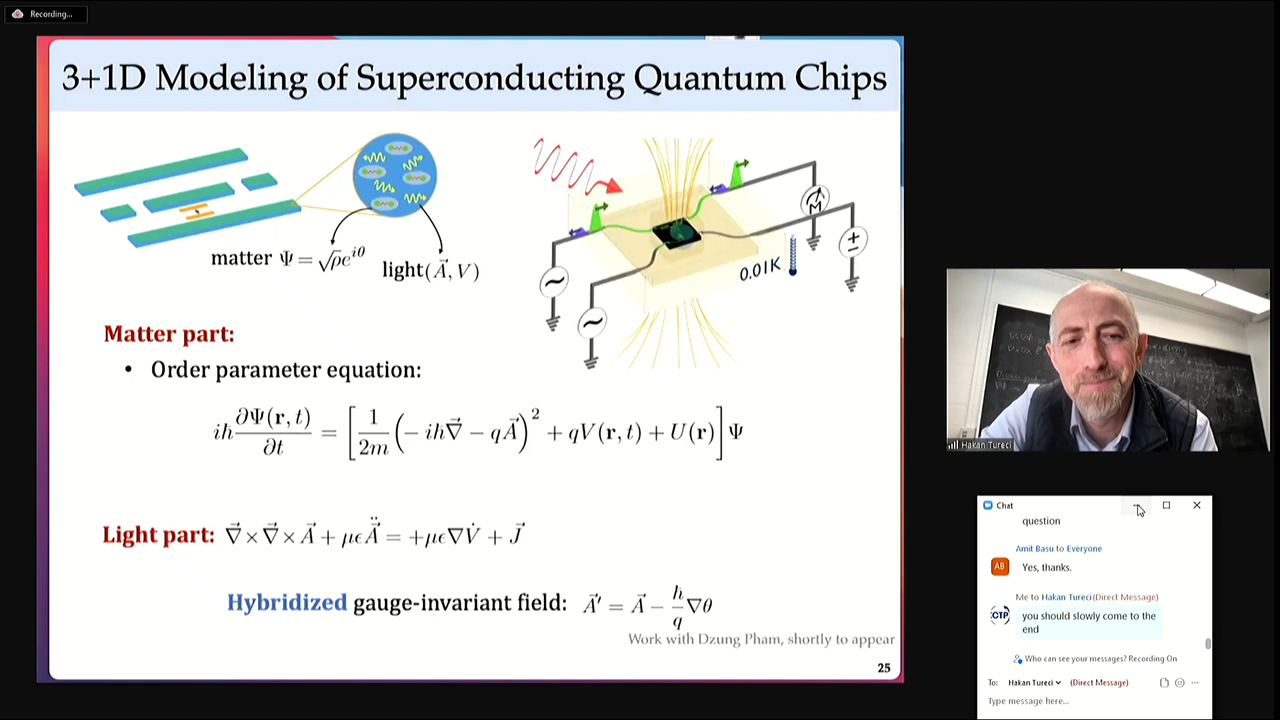 Recording...
3+1D Modeling of Superconducting Quantum Chips
matter Ψ = √ρe^{iθ}
light(A⃗, V)
M
0.01K
Matter part:
• Order parameter equation:
iħ ∂Ψ(r, t)/∂t = [ 1/2m (− iħ∇⃗ − qA⃗)² + qV(r, t) + U(r) ] Ψ
Light part: ∇⃗ × ∇⃗ × A⃗ + μϵA⃗̈ = +μϵ∇V̇ + J⃗
Hybridized gauge-invariant field: A⃗′ = A⃗ − ħ/q ∇θ
Work with Dzung Pham, shortly to appear
25
Hakan Tureci
Chat
question
Amit Basu to Everyone
AB
Yes, thanks.
Me to Hakan Tureci(Direct Message)
CTP
you should slowly come to the
end
Who can see your messages? Recording On
To: Hakan Tureci (Direct Message)
Type message here...